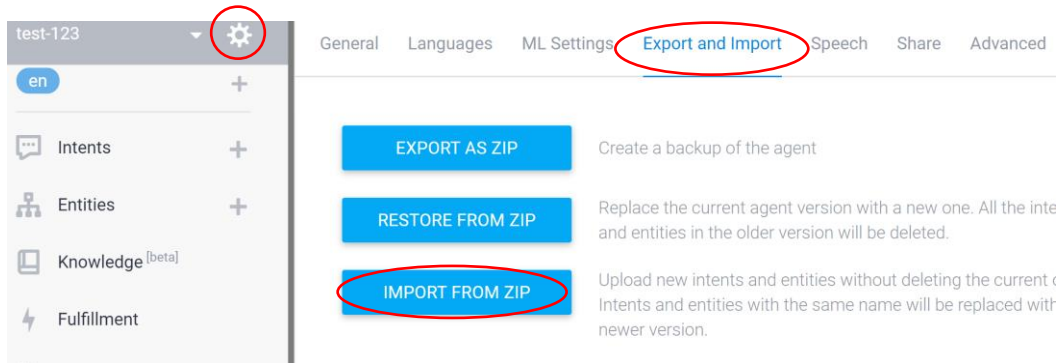 test-123
en
Intents
Entities
Knowledge [beta]
Fulfillment
General Languages ML Settings Export and Import Speech Share Advanced
EXPORT AS ZIP
Create a backup of the agent
RESTORE FROM ZIP
Replace the current agent version with a new one. All the
and entities in the older version will be deleted.
IMPORT FROM ZIP
Upload new intents and entities without deleting the current
Intents and entities with the same name will be replaced with
newer version.